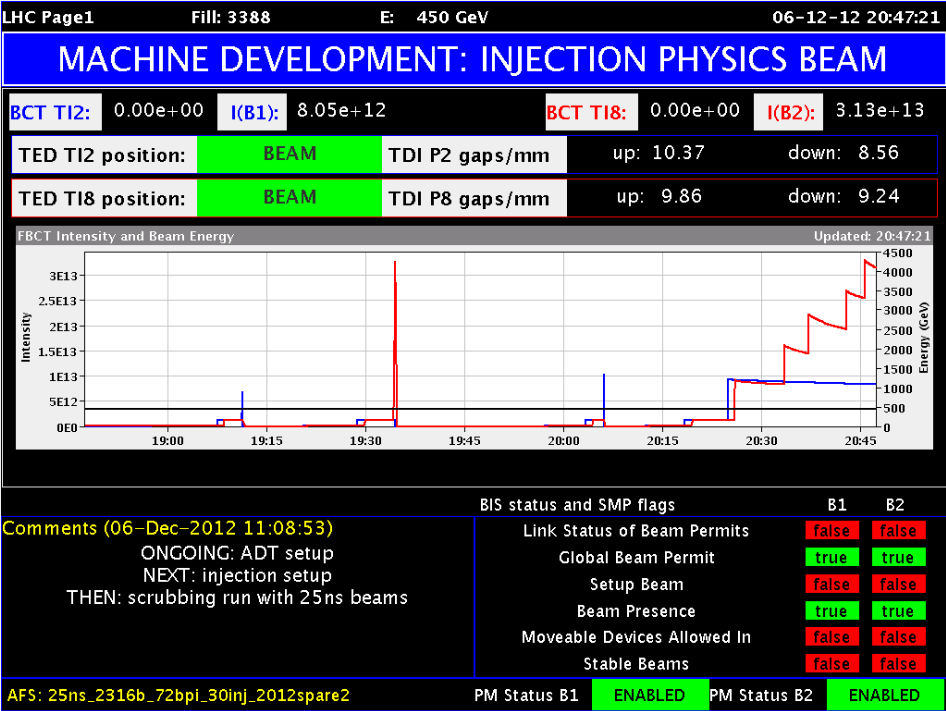 LHC Page1 Fill: 3388 E: 450 GeV 06-12-12 20:47:21
MACHINE DEVELOPMENT: INJECTION PHYSICS BEAM
BCT TI2: 0.00e+00 I(B1): 8.05e+12 BCT TI8: 0.00e+00 I(B2): 3.13e+13
TED TI2 position: BEAM TDI P2 gaps/mm up: 10.37 down: 8.56
TED TI8 position: BEAM TDI P8 gaps/mm up: 9.86 down: 9.24
FBCT Intensity and Beam Energy Updated: 20:47:21
Intensity
3E13
2.5E13
2E13
1.5E13
1E13
5E12
0E0
4500
4000
3500
3000
2500
2000
1500
1000
500
0
Energy (GeV)
19:00 19:15 19:30 19:45 20:00 20:15 20:30 20:45
Comments (06-Dec-2012 11:08:53)
ONGOING: ADT setup
NEXT: injection setup
THEN: scrubbing run with 25ns beams
BIS status and SMP flags B1 B2
Link Status of Beam Permits false false
Global Beam Permit true true
Setup Beam false false
Beam Presence true true
Moveable Devices Allowed In false false
Stable Beams false false
AFS: 25ns_2316b_72bpi_30inj_2012spare2 PM Status B1 ENABLED PM Status B2 ENABLED